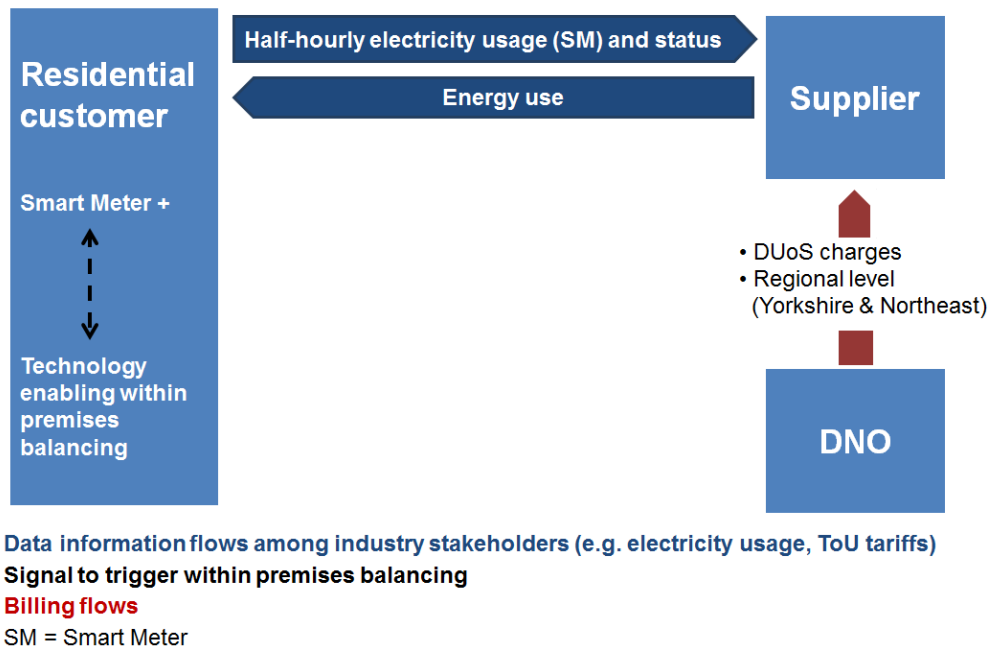 Residential
customer
Smart Meter +
Technology
enabling within
premises
balancing
Half-hourly electricity usage (SM) and status
Energy use
Supplier
• DUoS charges
• Regional level
(Yorkshire & Northeast)
DNO
Data information flows among industry stakeholders (e.g. electricity usage, ToU tariffs)
Signal to trigger within premises balancing
Billing flows
SM = Smart Meter